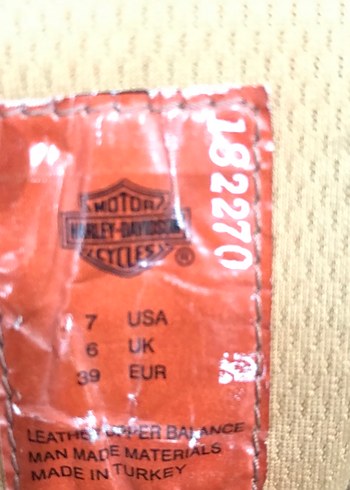 MOTOR
HARLEY-DAVIDSON
CYCLES
®
7 USA
6 UK
39 EUR
LEATHER UPPER BALANCE
MAN MADE MATERIALS
MADE IN TURKEY
182270